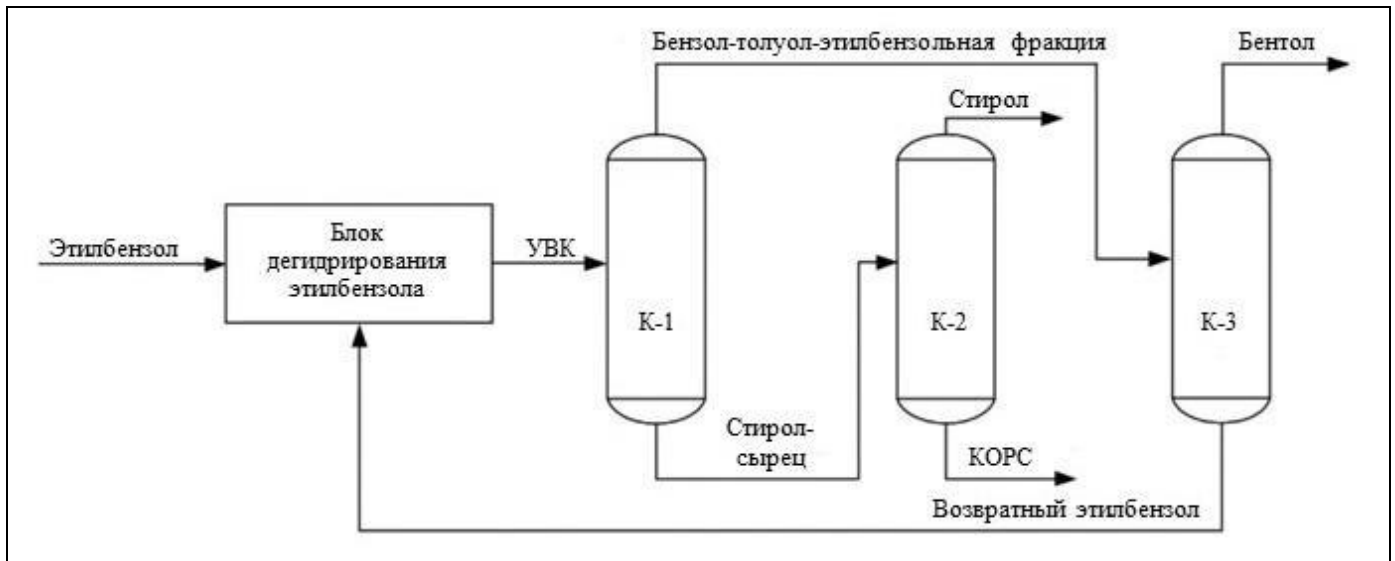 Бензол-толуол-этилбензольная фракция
Бентол
Стирол
Этилбензол
Блок
дегидрирования
этилбензола
УВК
К-1
К-2
К-3
Стирол-
сырец
КОРС
Возвратный этилбензол